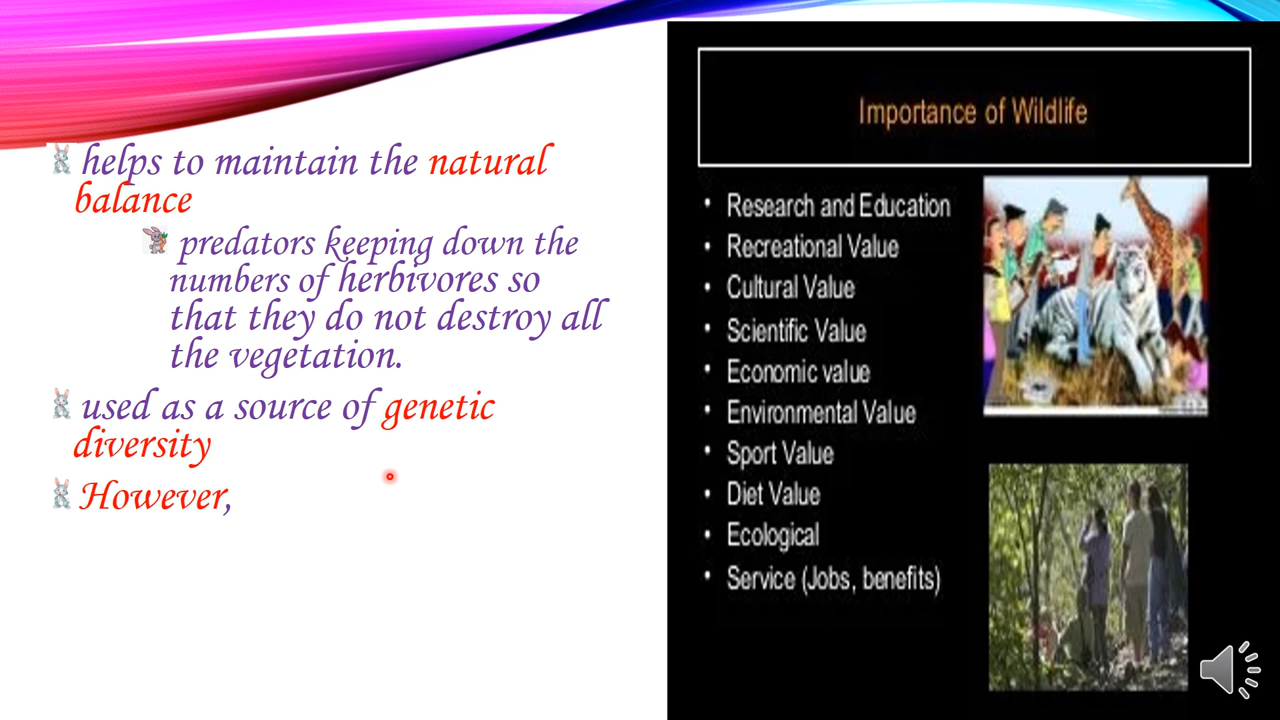 helps to maintain the natural
balance
predators keeping down the
numbers of herbivores so
that they do not destroy all
the vegetation.
used as a source of genetic
diversity
However,
Importance of Wildlife
• Research and Education
• Recreational Value
• Cultural Value
• Scientific Value
• Economic value
• Environmental Value
• Sport Value
• Diet Value
• Ecological
• Service (Jobs, benefits)